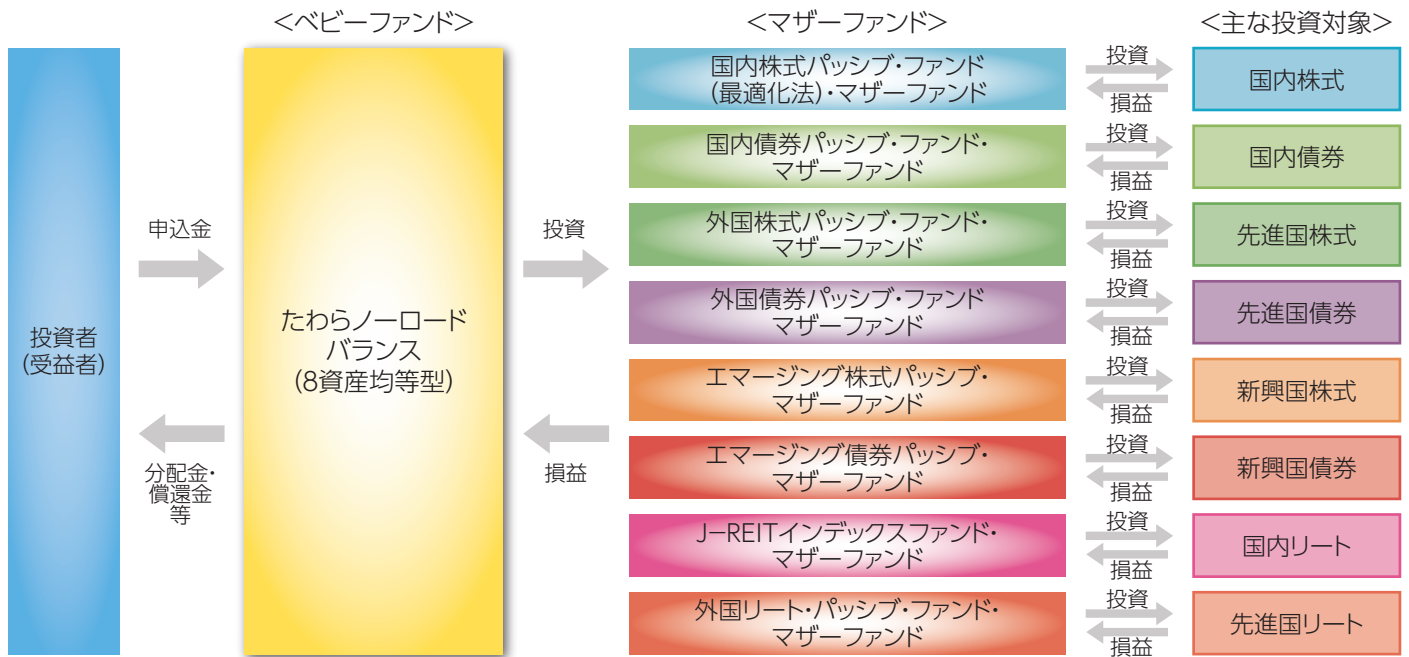 <ベビーファンド>
<マザーファンド>
<主な投資対象>
投資者
(受益者)
申込金
分配金・
償還金
等
たわらノーロード
バランス
(8資産均等型)
投資
損益
国内株式パッシブ・ファンド
(最適化法)・マザーファンド
投資
損益
国内株式
国内債券パッシブ・ファンド・
マザーファンド
投資
損益
国内債券
外国株式パッシブ・ファンド・
マザーファンド
投資
損益
先進国株式
外国債券パッシブ・ファンド
マザーファンド
投資
損益
先進国債券
エマージング株式パッシブ・
マザーファンド
投資
損益
新興国株式
エマージング債券パッシブ・
マザーファンド
投資
損益
新興国債券
J-REITインデックスファンド・
マザーファンド
投資
損益
国内リート
外国リート・パッシブ・ファンド・
マザーファンド
投資
損益
先進国リート